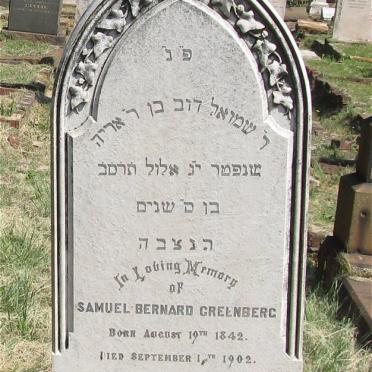 פ נ
ר' שמואל דוב בן ר' אריה
שנפטר י"ג אלול תרסב
בן ס' שנים
תנצבה
In Loving Memory
OF
SAMUEL BERNARD GREENBERG
BORN AUGUST 19TH 1842.
DIED SEPTEMBER 1902.